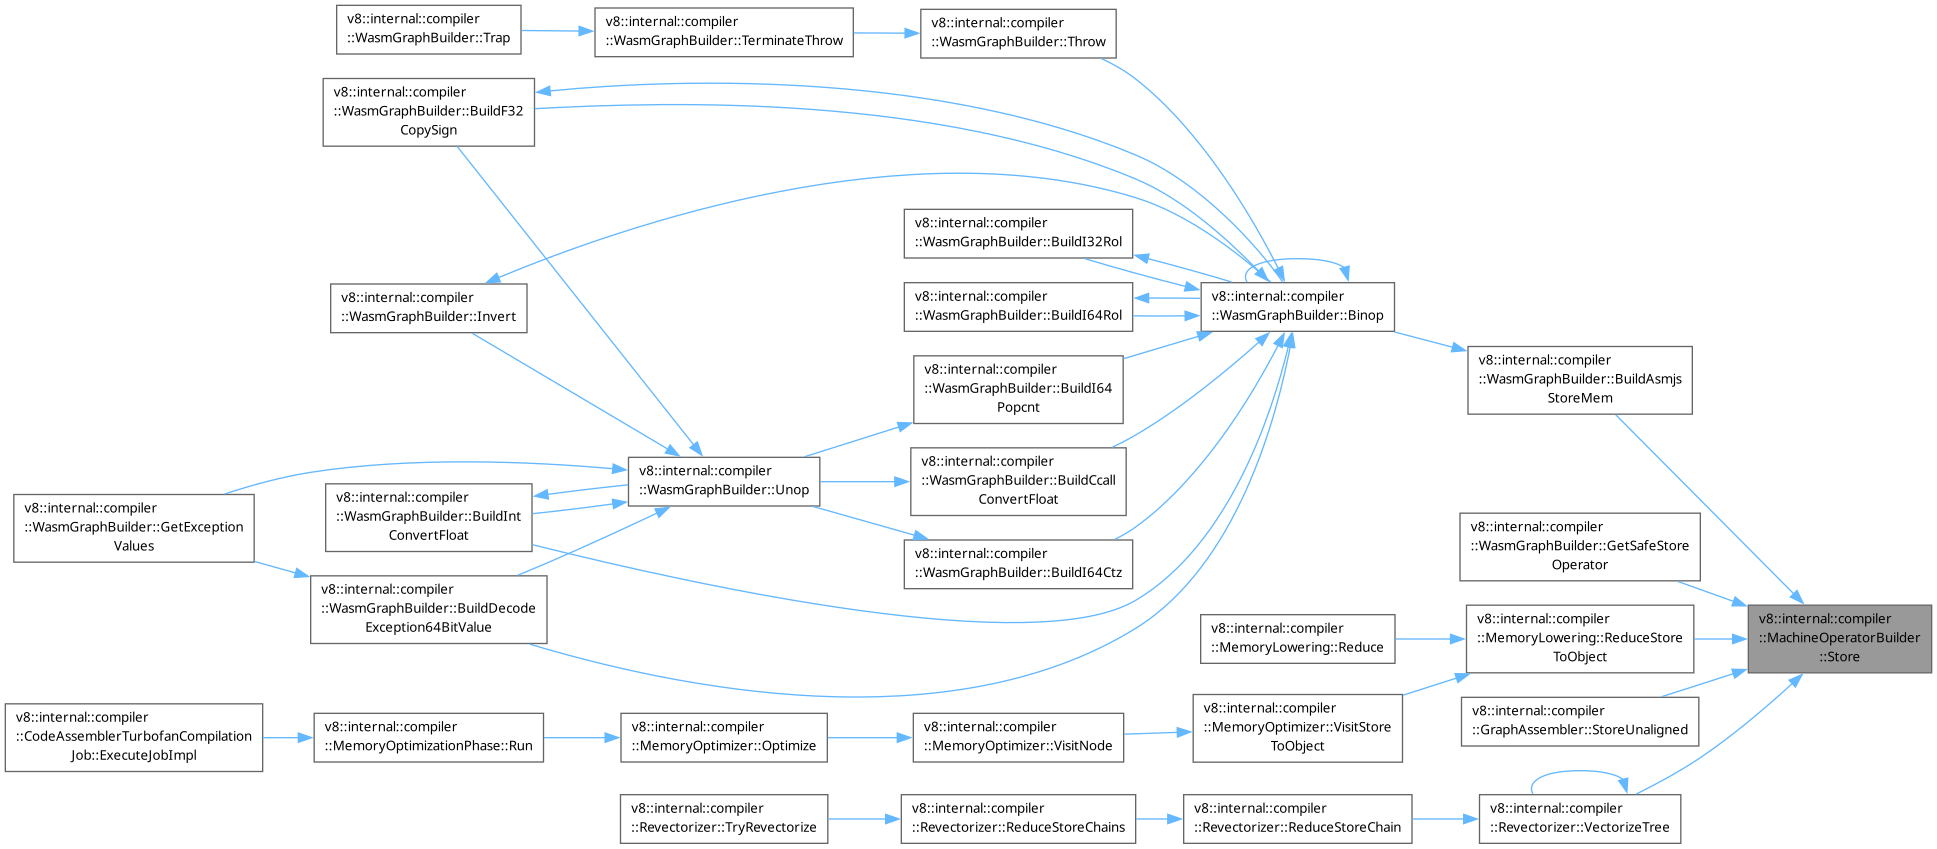 v8::internal::compiler
::WasmGraphBuilder::Trap
v8::internal::compiler
::WasmGraphBuilder::TerminateThrow
v8::internal::compiler
::WasmGraphBuilder::Throw
v8::internal::compiler
::WasmGraphBuilder::BuildF32
CopySign
v8::internal::compiler
::WasmGraphBuilder::BuildI32Rol
v8::internal::compiler
::WasmGraphBuilder::Invert
v8::internal::compiler
::WasmGraphBuilder::BuildI64Rol
v8::internal::compiler
::WasmGraphBuilder::Binop
v8::internal::compiler
::WasmGraphBuilder::BuildAsmjs
StoreMem
v8::internal::compiler
::WasmGraphBuilder::BuildI64
Popcnt
v8::internal::compiler
::WasmGraphBuilder::Unop
v8::internal::compiler
::WasmGraphBuilder::BuildCcall
ConvertFloat
v8::internal::compiler
::WasmGraphBuilder::GetException
Values
v8::internal::compiler
::WasmGraphBuilder::BuildInt
ConvertFloat
v8::internal::compiler
::WasmGraphBuilder::BuildI64Ctz
v8::internal::compiler
::WasmGraphBuilder::GetSafeStore
Operator
v8::internal::compiler
::WasmGraphBuilder::BuildDecode
Exception64BitValue
v8::internal::compiler
::MemoryLowering::Reduce
v8::internal::compiler
::MemoryLowering::ReduceStore
ToObject
v8::internal::compiler
::MachineOperatorBuilder
::Store
v8::internal::compiler
::CodeAssemblerTurbofanCompilation
Job::ExecuteJobImpl
v8::internal::compiler
::MemoryOptimizationPhase::Run
v8::internal::compiler
::MemoryOptimizer::Optimize
v8::internal::compiler
::MemoryOptimizer::VisitNode
v8::internal::compiler
::MemoryOptimizer::VisitStore
ToObject
v8::internal::compiler
::GraphAssembler::StoreUnaligned
v8::internal::compiler
::Revectorizer::TryRevectorize
v8::internal::compiler
::Revectorizer::ReduceStoreChains
v8::internal::compiler
::Revectorizer::ReduceStoreChain
v8::internal::compiler
::Revectorizer::VectorizeTree